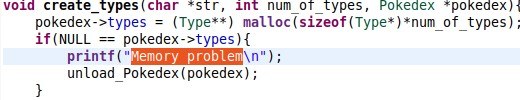 void create_types(char *str, int num_of_types, Pokedex *pokedex){
pokedex->types = (Type**) malloc(sizeof(Type*)*num_of_types);
if(NULL == pokedex->types){
printf("Memory problem\n");
unload_Pokedex(pokedex);
}